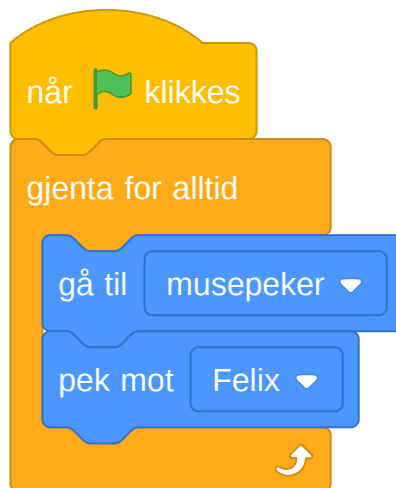 når klikkes
gjenta for alltid
gå til musepeker
pek mot Felix